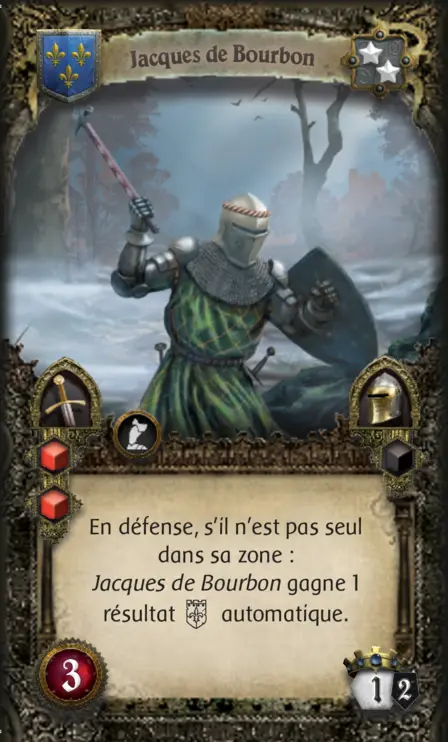 Jacques de Bourbon
En défense, s'il n'est pas seul
dans sa zone :
Jacques de Bourbon gagne 1
résultat automatique.
3
1 2